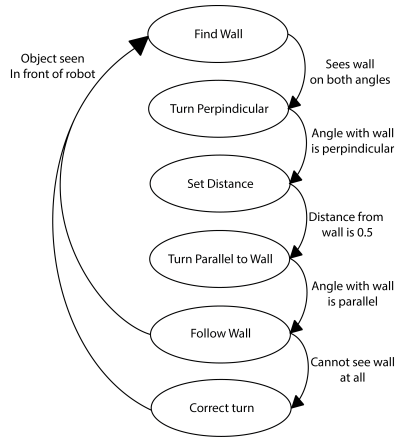 Find Wall
Object seen
In front of robot
Sees wall
on both angles
Turn Perpindicular
Angle with wall
is perpindicular
Set Distance
Distance from
wall is 0.5
Turn Parallel to Wall
Angle with wall
is parallel
Follow Wall
Cannot see wall
at all
Correct turn